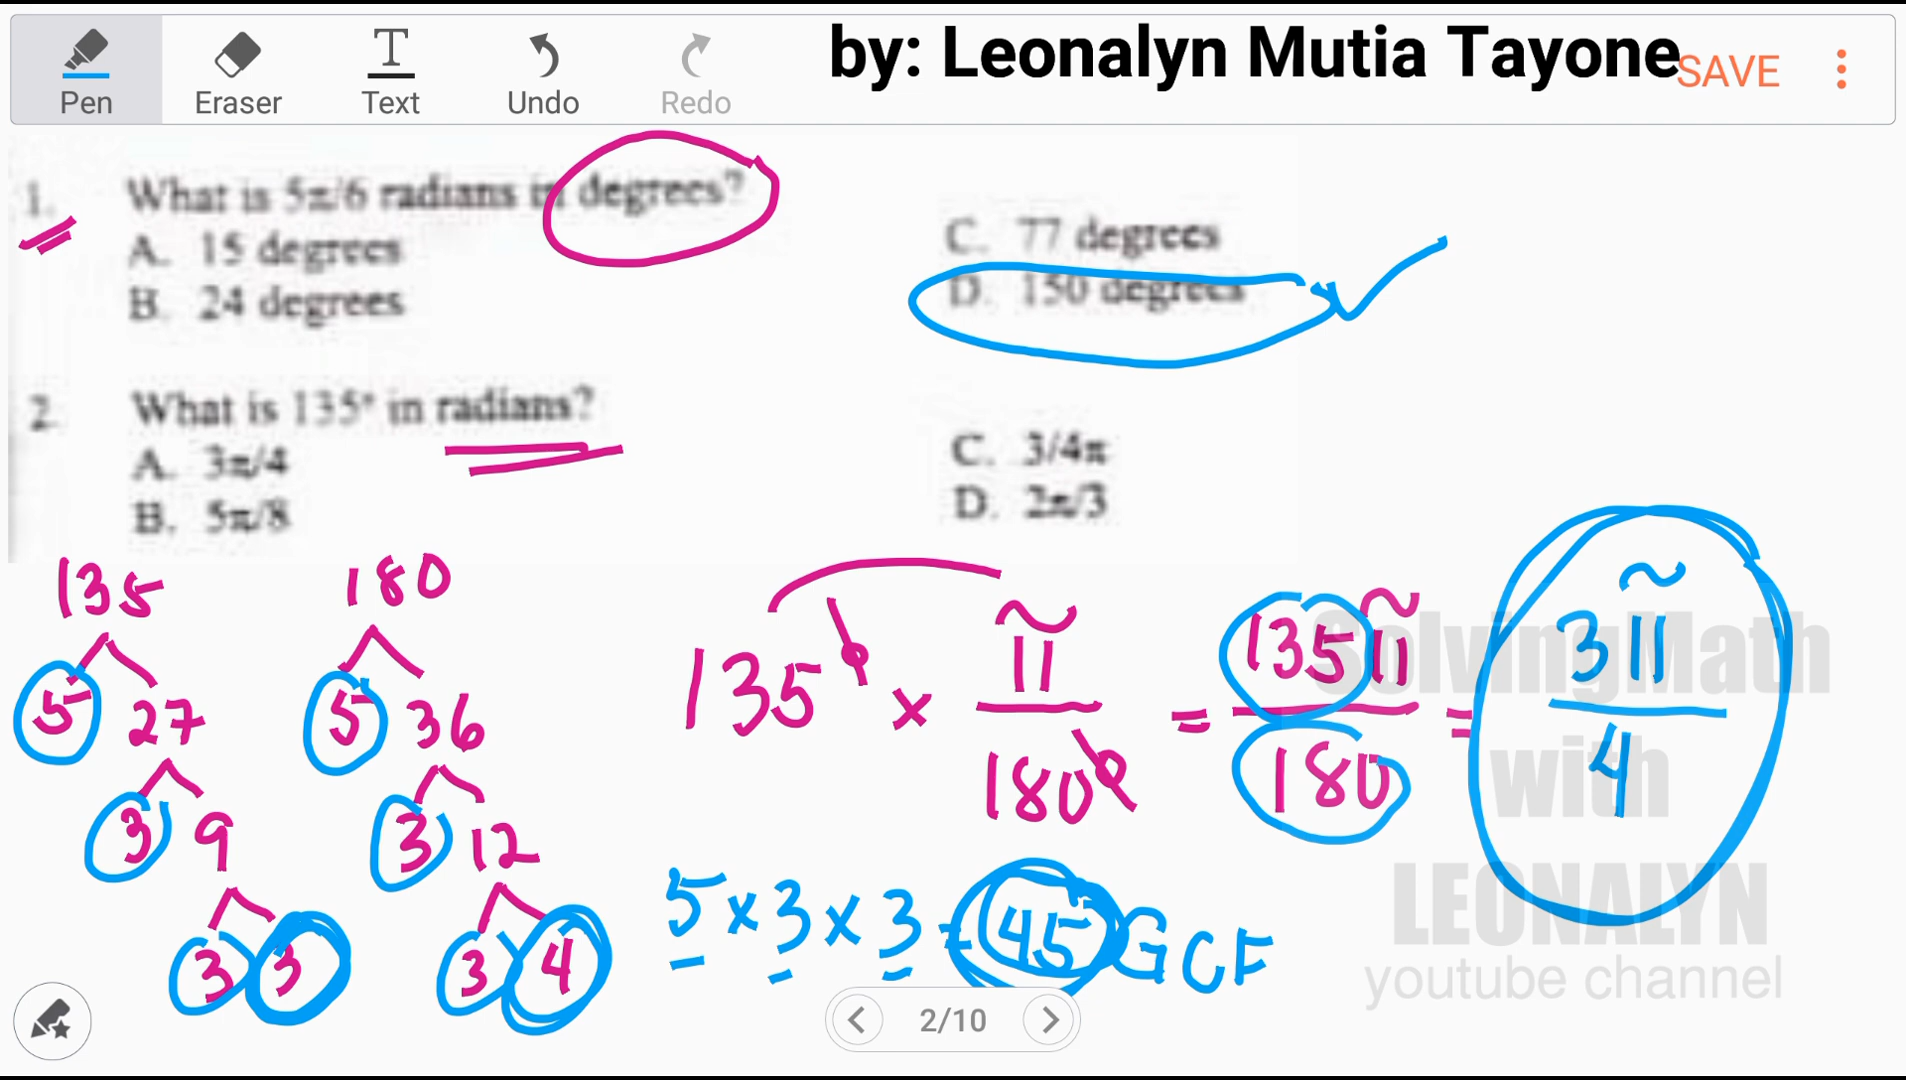 by: Leonalyn Mutia Tayone
SAVE
Pen
Eraser
Text
Undo
Redo
1. What is 5π/6 radians in degrees?
A. 15 degrees
B. 24 degrees
C. 77 degrees
D. 150 degrees
2. What is 135° in radians?
A. 3π/4
B. 5π/8
C. 3/4π
D. 2π/3
135
5 27
3 9
3 3
180
5 36
3 12
3 4
135° × π/180° = 135π/180 = 3π/4
5 × 3 × 3 = 45 GCF
SolvingMath
with
LEONALYN
youtube channel
2/10